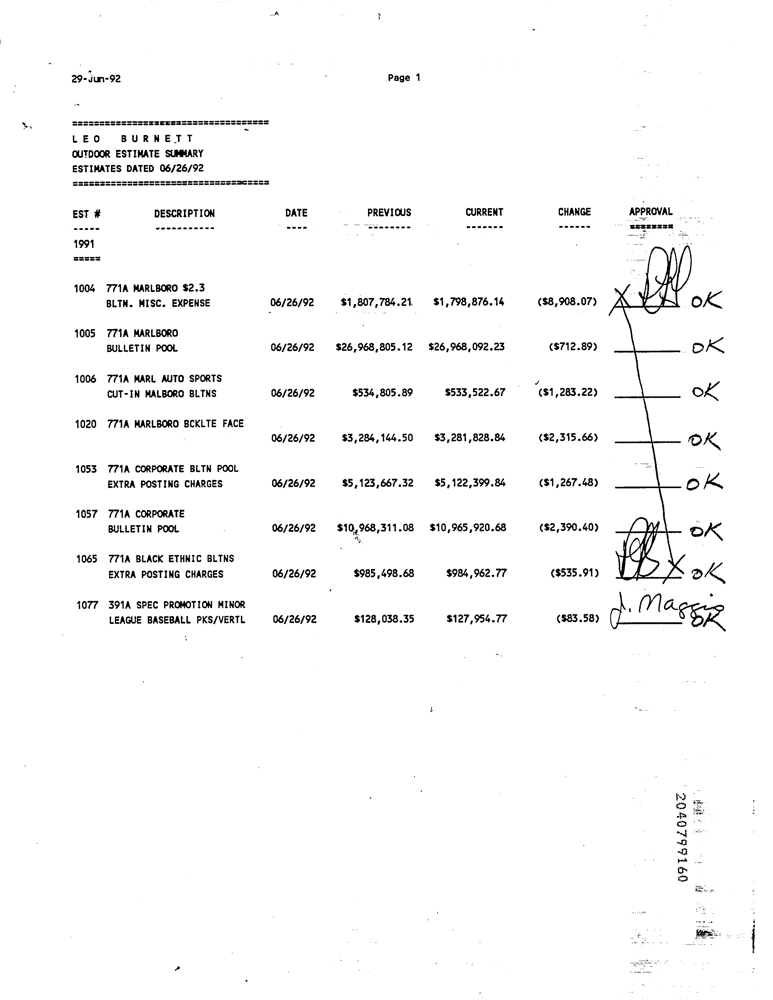 29-Jun-92 Page 1
===================================
LEO BURNETT
OUTDOOR ESTIMATE SUMMARY
ESTIMATES DATED 06/26/92
===================================
EST # DESCRIPTION DATE PREVIOUS CURRENT CHANGE APPROVAL
----- ----------- ---- -------- ------- ------ ========
1991
=====
1004 771A MARLBORO $2.3
BLTN. MISC. EXPENSE 06/26/92 $1,807,784.21 $1,798,876.14 ($8,908.07) X OK
1005 771A MARLBORO
BULLETIN POOL 06/26/92 $26,968,805.12 $26,968,092.23 ($712.89) OK
1006 771A MARL AUTO SPORTS
CUT-IN MALBORO BLTNS 06/26/92 $534,805.89 $533,522.67 ($1,283.22) OK
1020 771A MARLBORO BCKLTE FACE
06/26/92 $3,284,144.50 $3,281,828.84 ($2,315.66) OK
1053 771A CORPORATE BLTN POOL
EXTRA POSTING CHARGES 06/26/92 $5,123,667.32 $5,122,399.84 ($1,267.48) OK
1057 771A CORPORATE
BULLETIN POOL 06/26/92 $10,968,311.08 $10,965,920.68 ($2,390.40) OK
1065 771A BLACK ETHNIC BLTNS
EXTRA POSTING CHARGES 06/26/92 $985,498.68 $984,962.77 ($535.91) X OK
1077 391A SPEC PROMOTION MINOR J. Maggio
LEAGUE BASEBALL PKS/VERTL 06/26/92 $128,038.35 $127,954.77 ($83.58) OK
2040799160